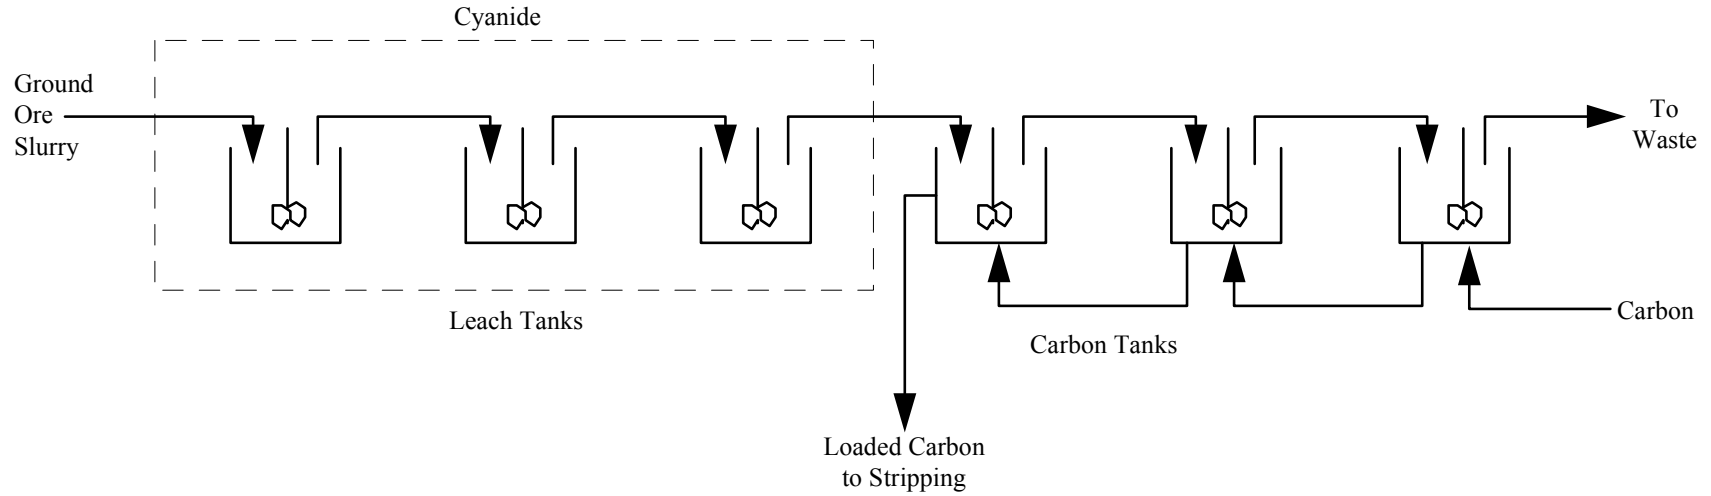 Cyanide
Ground
Ore
Slurry
To
Waste
Leach Tanks
Carbon
Carbon Tanks
Loaded Carbon
to Stripping